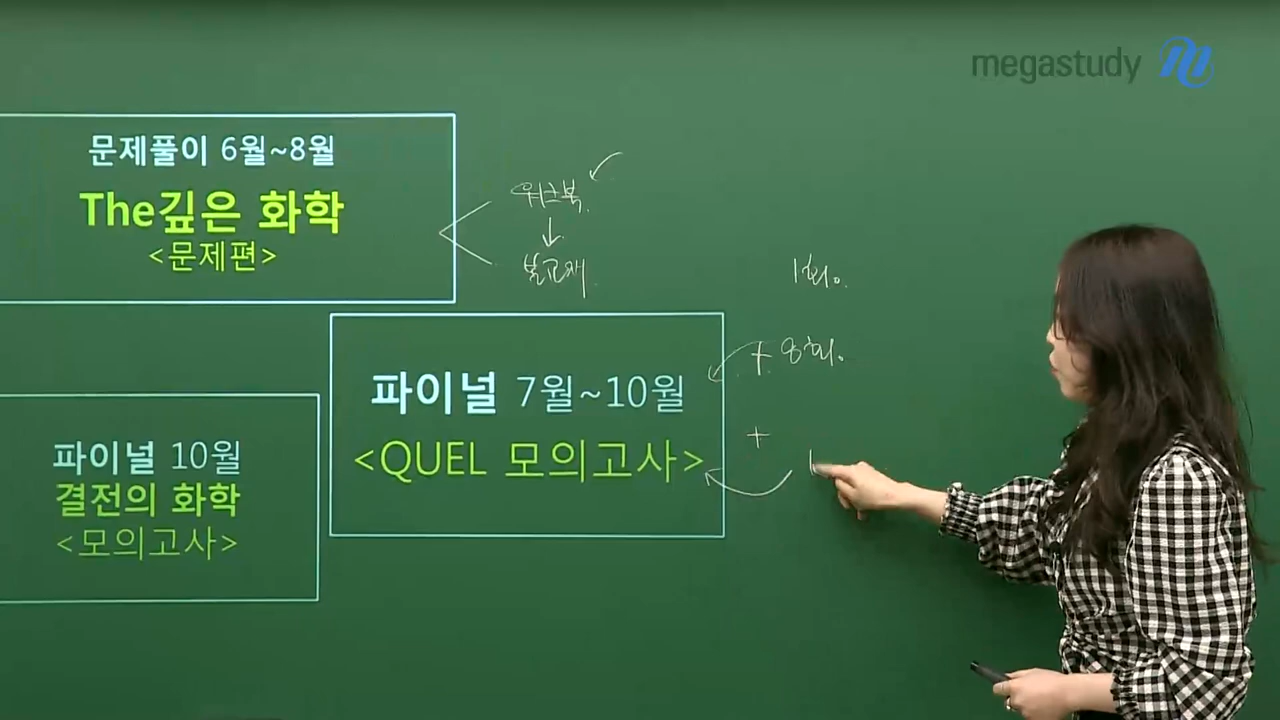 megastudy
문제풀이 6월~8월
The깊은 화학
<문제편>
워크북
↓
본교재
파이널 7월~10월
<QUEL 모의고사>
1회.
+ 8회.
+
1
파이널 10월
결전의 화학
<모의고사>